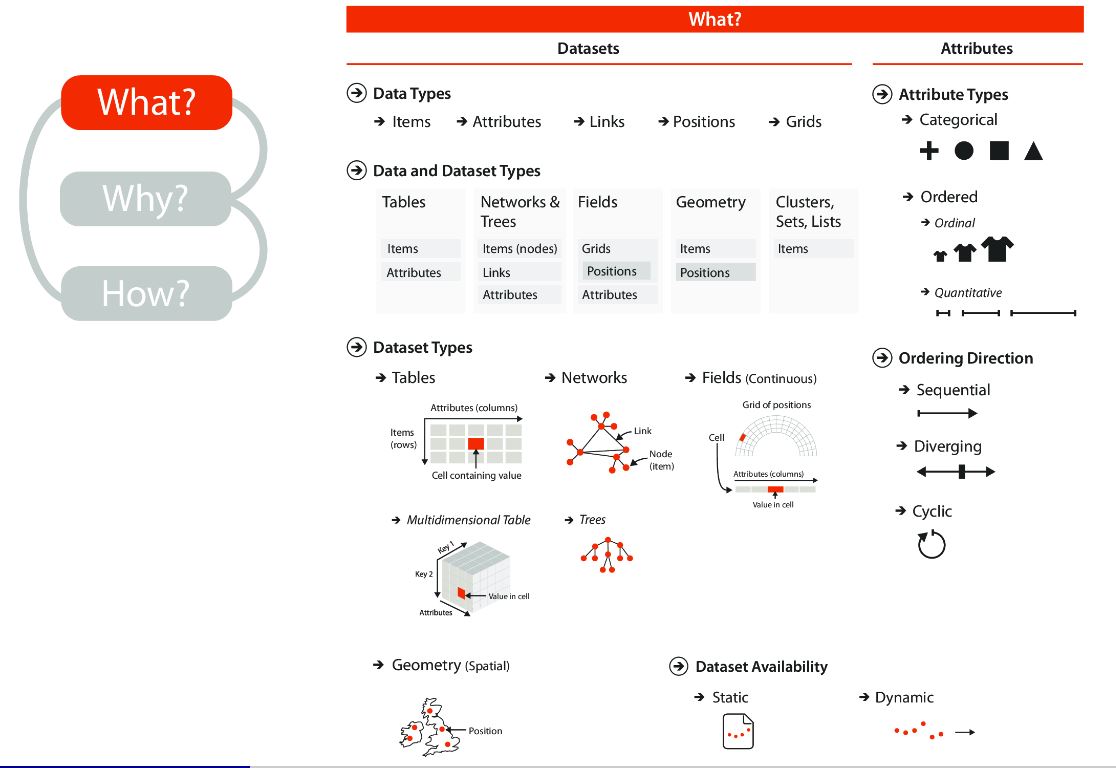 What?
Why?
How?
What?
Datasets
Attributes
Data Types
Items
Attributes
Links
Positions
Grids
Data and Dataset Types
Tables
Items
Attributes
Networks &
Trees
Items (nodes)
Links
Attributes
Fields
Grids
Positions
Attributes
Geometry
Items
Positions
Clusters,
Sets, Lists
Items
Dataset Types
Tables
Attributes (columns)
Items
(rows)
Cell containing value
Networks
Link
Node
(item)
Fields (Continuous)
Grid of positions
Cell
Attributes (columns)
Value in cell
Multidimensional Table
Key 1
Key 2
Value in cell
Attributes
Trees
Geometry (Spatial)
Position
Attribute Types
Categorical
Ordered
Ordinal
Quantitative
Ordering Direction
Sequential
Diverging
Cyclic
Dataset Availability
Static
Dynamic